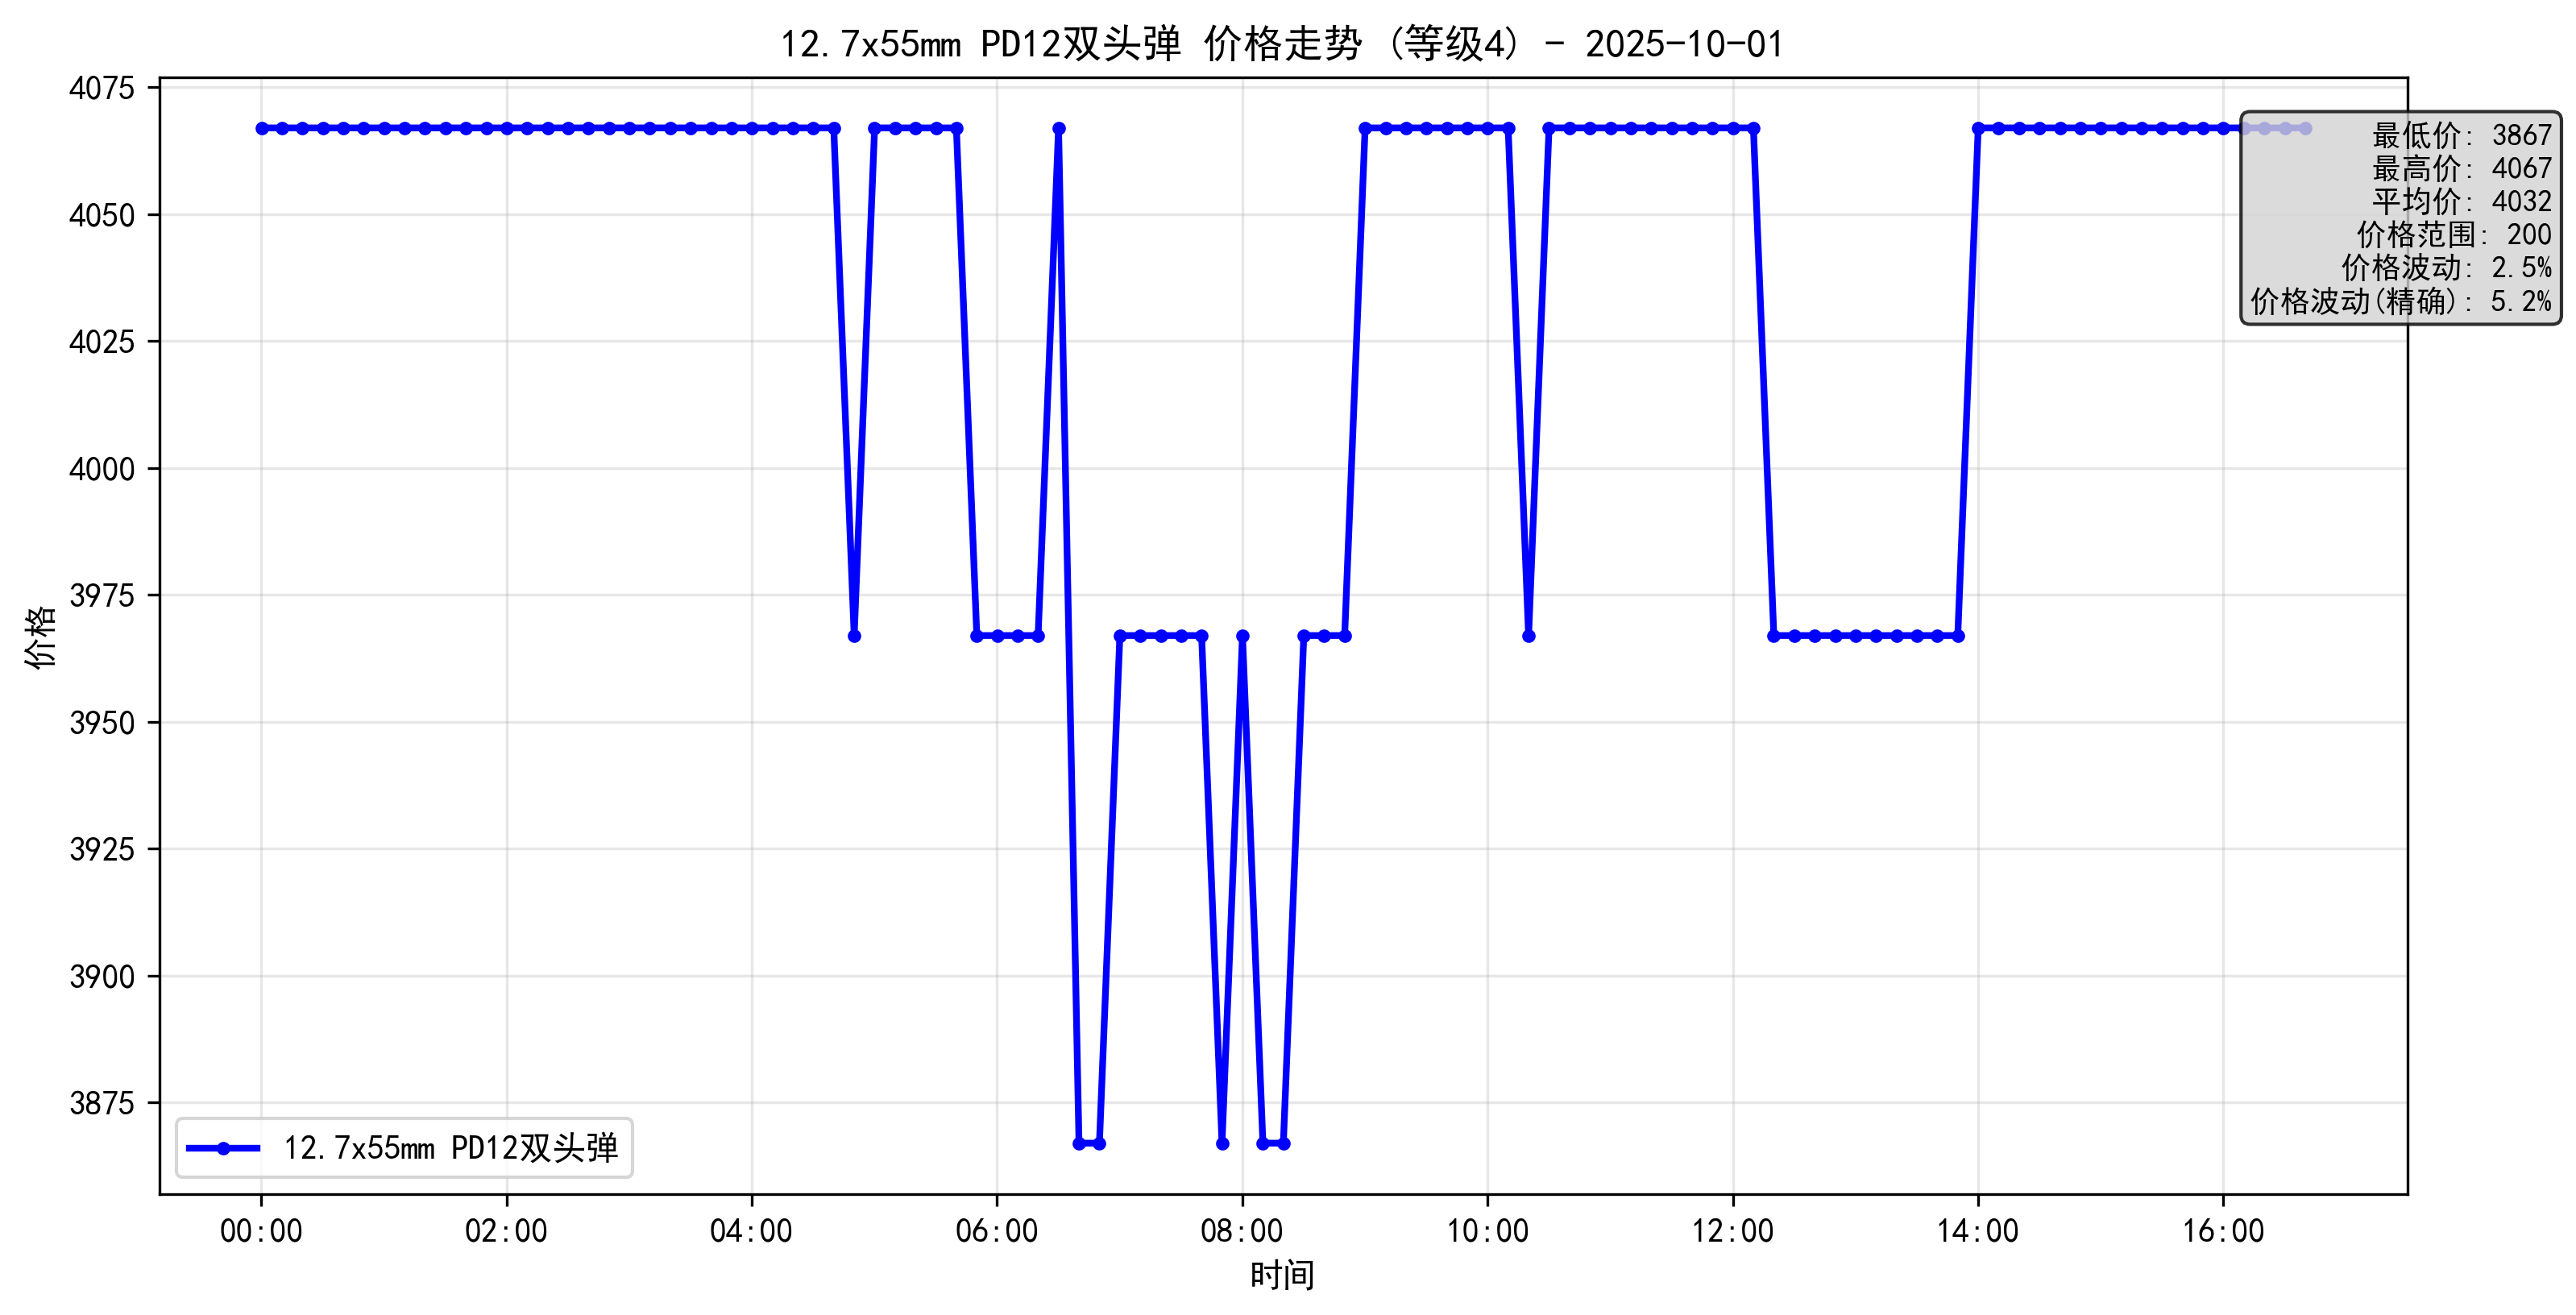 12.7x55mm PD12双头弹 价格走势 (等级4) - 2025-10-01
4075
4050
4025
4000
3975
3950
3925
3900
3875
价格
最低价: 3867
最高价: 4067
平均价: 4032
价格范围: 200
价格波动: 2.5%
价格波动(精确): 5.2%
12.7x55mm PD12双头弹
00:00 02:00 04:00 06:00 08:00 10:00 12:00 14:00 16:00
时间